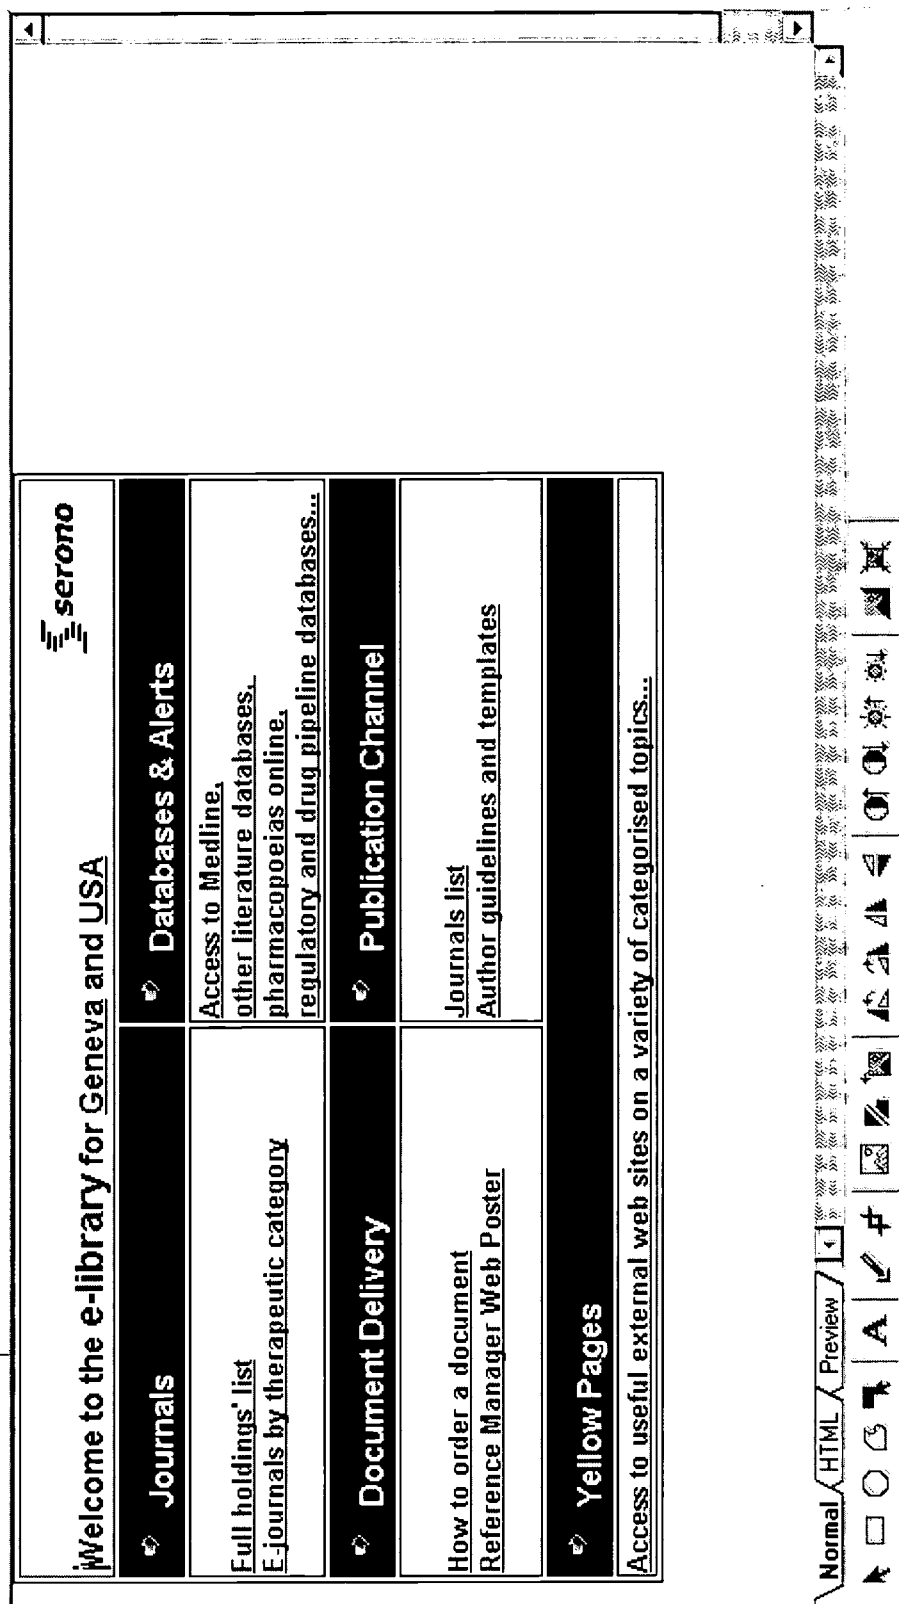 Welcome to the e-library for Geneva and USA
serono
Journals
Databases & Alerts
Full holdings' list
E-journals by therapeutic category
Access to Medline,
other literature databases,
pharmacopoeias online,
regulatory and drug pipeline databases...
Document Delivery
Publication Channel
How to order a document
Reference Manager Web Poster
Journals list
Author guidelines and templates
Yellow Pages
Access to useful external web sites on a variety of categorised topics...
Normal HTML Preview
A